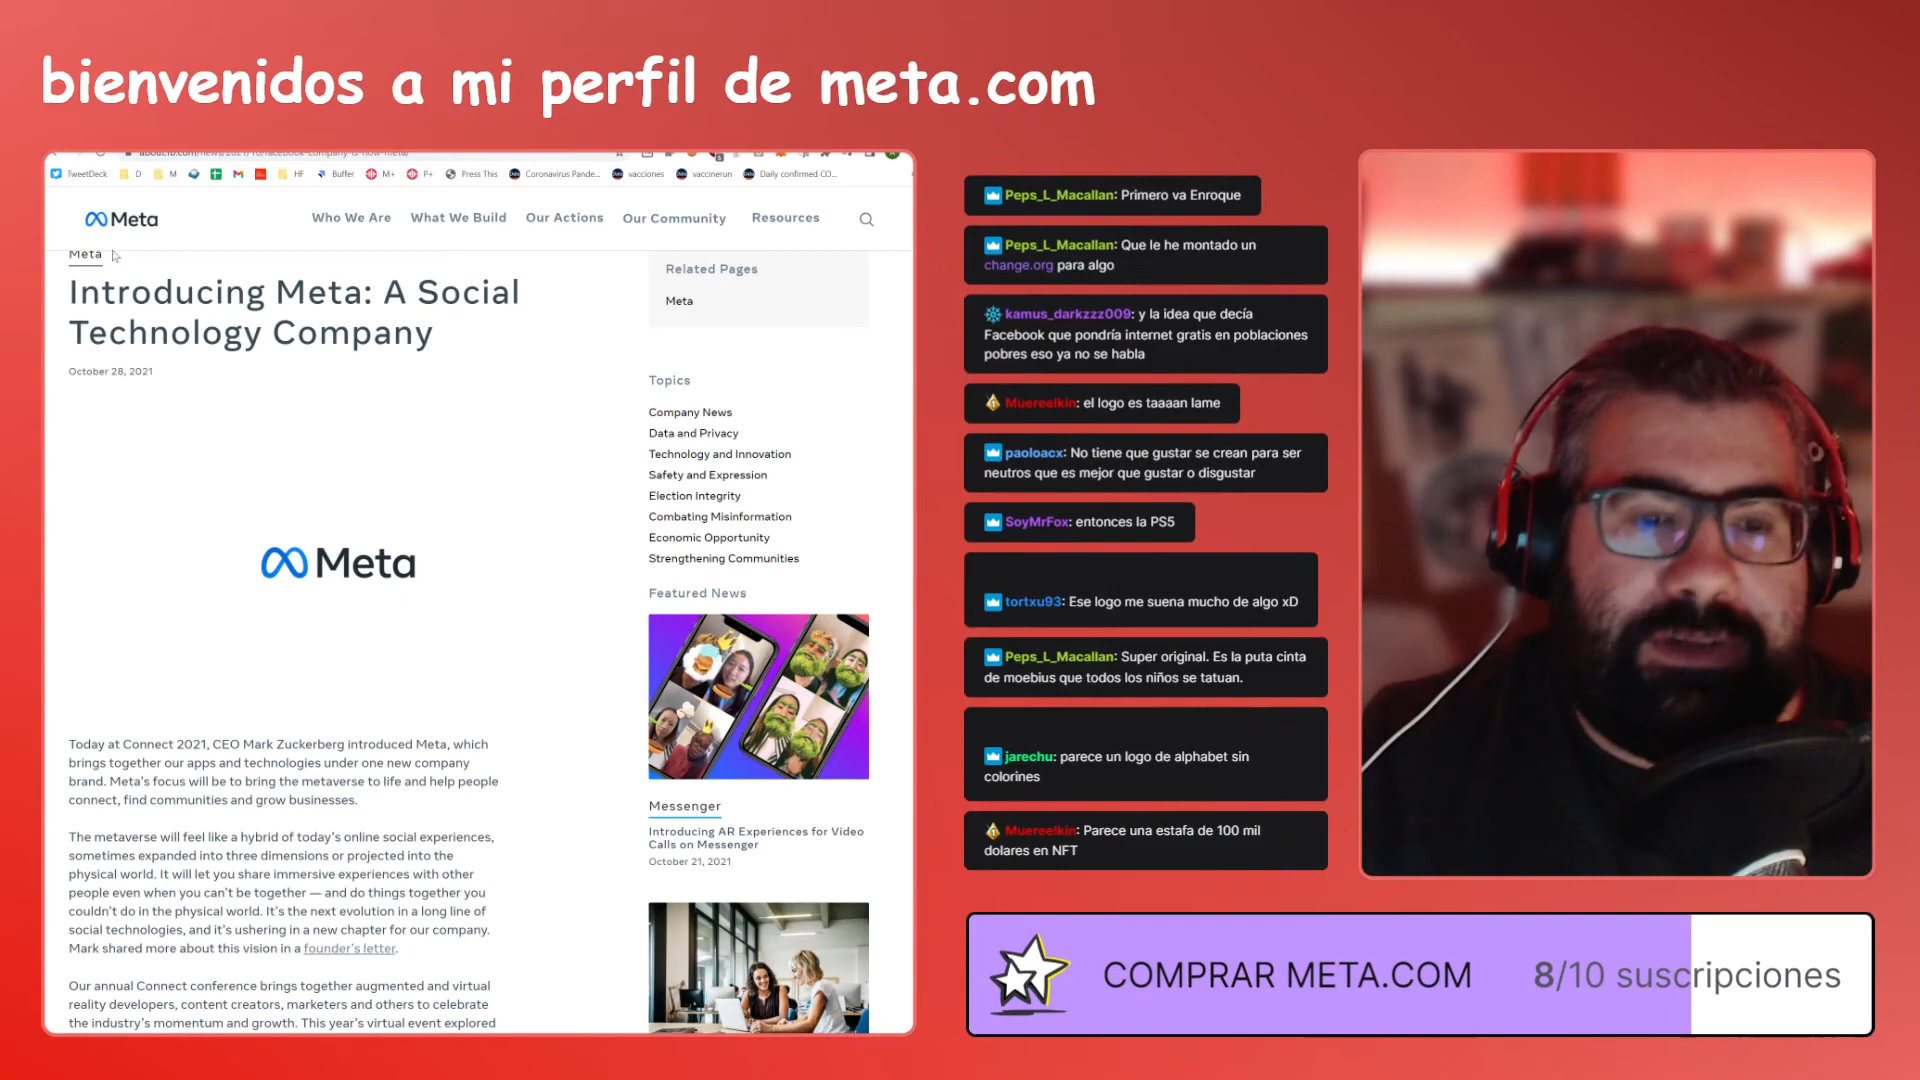 bienvenidos a mi perfil de meta.com
TweetDeck D M HF Buffer M+ P+ Press This Coronavirus Pande... vacciones vaccinerun Daily confirmed CO...
Meta
Who We Are
What We Build
Our Actions
Our Community
Resources
Meta
Introducing Meta: A Social
Technology Company
October 28, 2021
Meta
Today at Connect 2021, CEO Mark Zuckerberg introduced Meta, which
brings together our apps and technologies under one new company
brand. Meta's focus will be to bring the metaverse to life and help people
connect, find communities and grow businesses.
The metaverse will feel like a hybrid of today's online social experiences,
sometimes expanded into three dimensions or projected into the
physical world. It will let you share immersive experiences with other
people even when you can't be together — and do things together you
couldn't do in the physical world. It's the next evolution in a long line of
social technologies, and it's ushering in a new chapter for our company.
Mark shared more about this vision in a founder's letter.
Our annual Connect conference brings together augmented and virtual
reality developers, content creators, marketers and others to celebrate
the industry's momentum and growth. This year's virtual event explored
Related Pages
Meta
Topics
Company News
Data and Privacy
Technology and Innovation
Safety and Expression
Election Integrity
Combating Misinformation
Economic Opportunity
Strengthening Communities
Featured News
Messenger
Introducing AR Experiences for Video
Calls on Messenger
October 21, 2021
Peps_L_Macallan: Primero va Enroque
Peps_L_Macallan: Que le he montado un
change.org para algo
kamus_darkzzz009: y la idea que decía
Facebook que pondría internet gratis en poblaciones
pobres eso ya no se habla
Muereelkin: el logo es taaaan lame
paoloacx: No tiene que gustar se crean para ser
neutros que es mejor que gustar o disgustar
SoyMrFox: entonces la PS5
tortxu93: Ese logo me suena mucho de algo xD
Peps_L_Macallan: Super original. Es la puta cinta
de moebius que todos los niños se tatuan.
jarechu: parece un logo de alphabet sin
colorines
Muereelkin: Parece una estafa de 100 mil
dolares en NFT
COMPRAR META.COM 8/10 suscripciones